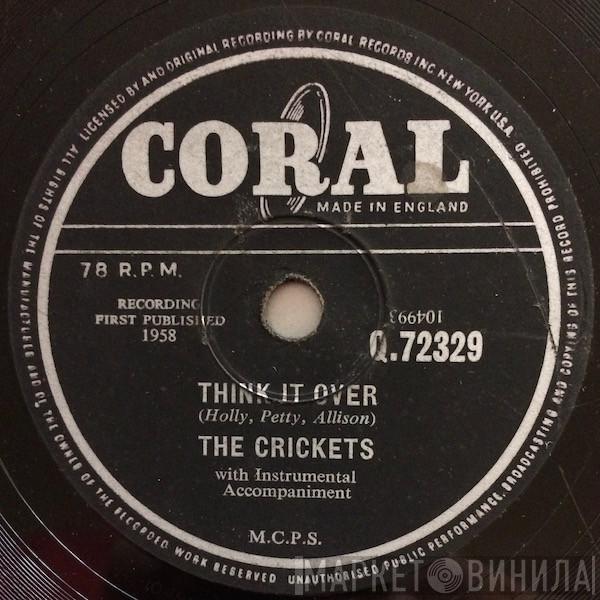 LICENSED BY AND ORIGINAL RECORDING BY CORAL RECORDS INC. NEW YORK U.S.A.
CORAL
MADE IN ENGLAND
78 R.P.M.
RECORDING
FIRST PUBLISHED
1958
104993
Q.72329
THINK IT OVER
(Holly, Petty, Allison)
THE CRICKETS
with Instrumental
Accompaniment
M.C.P.S.
ALL RIGHTS OF THE MANUFACTURER AND OF THE OWNER OF THE RECORDED WORK RESERVED
UNAUTHORISED PUBLIC PERFORMANCE, BROADCASTING AND COPYING OF THIS RECORD PROHIBITED
МАРКЕТ ВИНИЛА